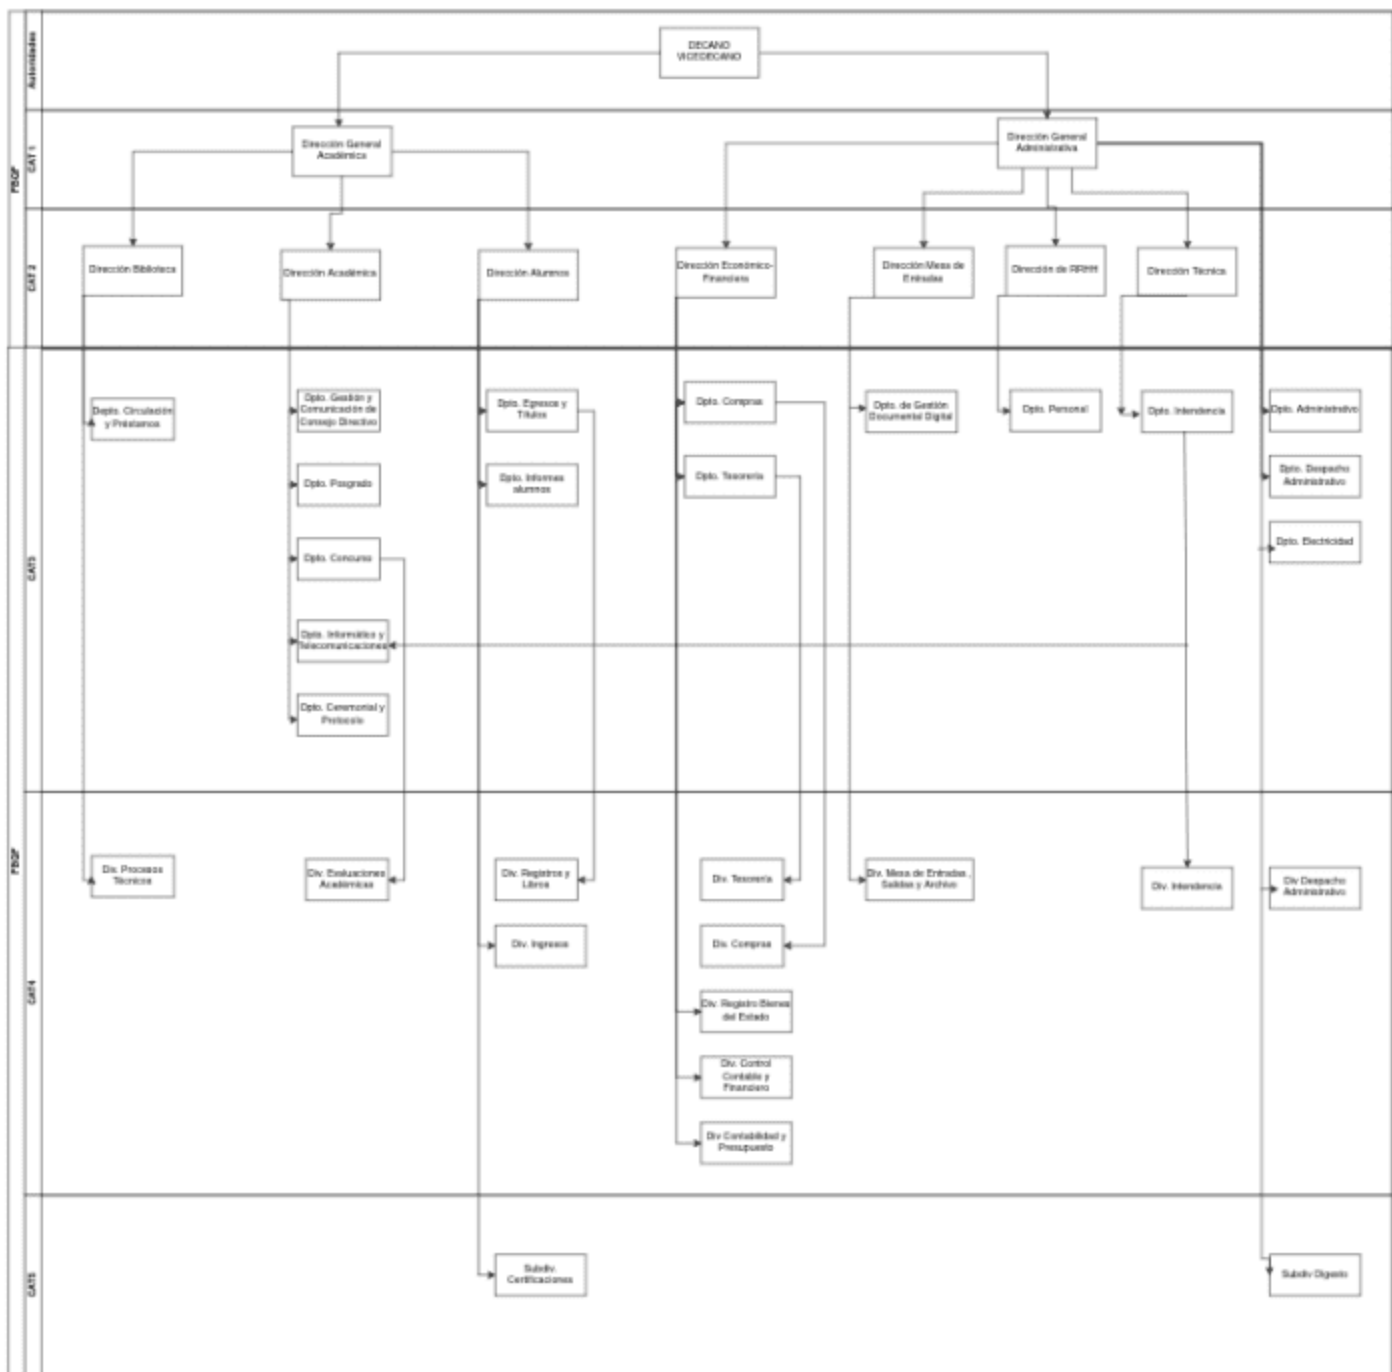 FBQF
Autoridades
DECANO
VICEDECANO
CAT 1
Dirección General
Académica
Dirección General
Administrativa
CAT 2
Dirección Biblioteca
Dirección Académica
Dirección Alumnos
Dirección Económico-
Financiera
Dirección Mesa de
Entradas
Dirección de RRHH
Dirección Técnica
FBQF
CAT3
Depto. Circulación
y Préstamos
Dpto. Gestión y
Comunicación de
Consejo Directivo
Dpto. Egresos y
Títulos
Dpto. Compras
Dpto. de Gestión
Documental Digital
Dpto. Personal
Dpto. Intendencia
Dpto. Administrativo
Dpto. Posgrado
Dpto. Informes
alumnos
Dpto. Tesorería
Dpto. Despacho
Administrativo
Dpto. Concurso
Dpto. Electricidad
Dpto. Informática y
Telecomunicaciones
Dpto. Ceremonial y
Protocolo
CAT4
Div. Procesos
Técnicos
Div. Evaluaciones
Académicas
Div. Registros y
Libros
Div. Tesorería
Div. Mesa de Entradas,
Salidas y Archivo
Div. Intendencia
Div Despacho
Administrativo
Div. Ingresos
Div. Compras
Div. Registro Bienes
del Estado
Div. Control
Contable y
Financiero
Div Contabilidad y
Presupuesto
CAT5
Subdiv.
Certificaciones
Subdiv Digesto